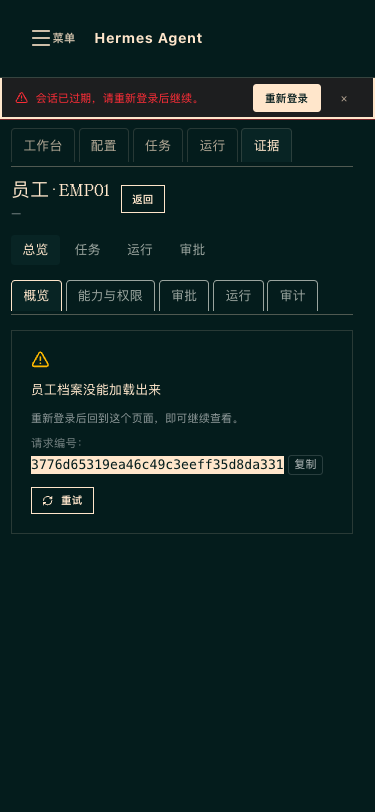 菜单 Hermes Agent
会话已过期，请重新登录后继续。 重新登录 ×
工作台 配置 任务 运行 证据
员工 · EMP01 返回
—
总览 任务 运行 审批
概览 能力与权限 审批 运行 审计
员工档案没能加载出来
重新登录后回到这个页面，即可继续查看。
请求编号：
3776d65319ea46c49c3eeff35d8da331 复制
重试